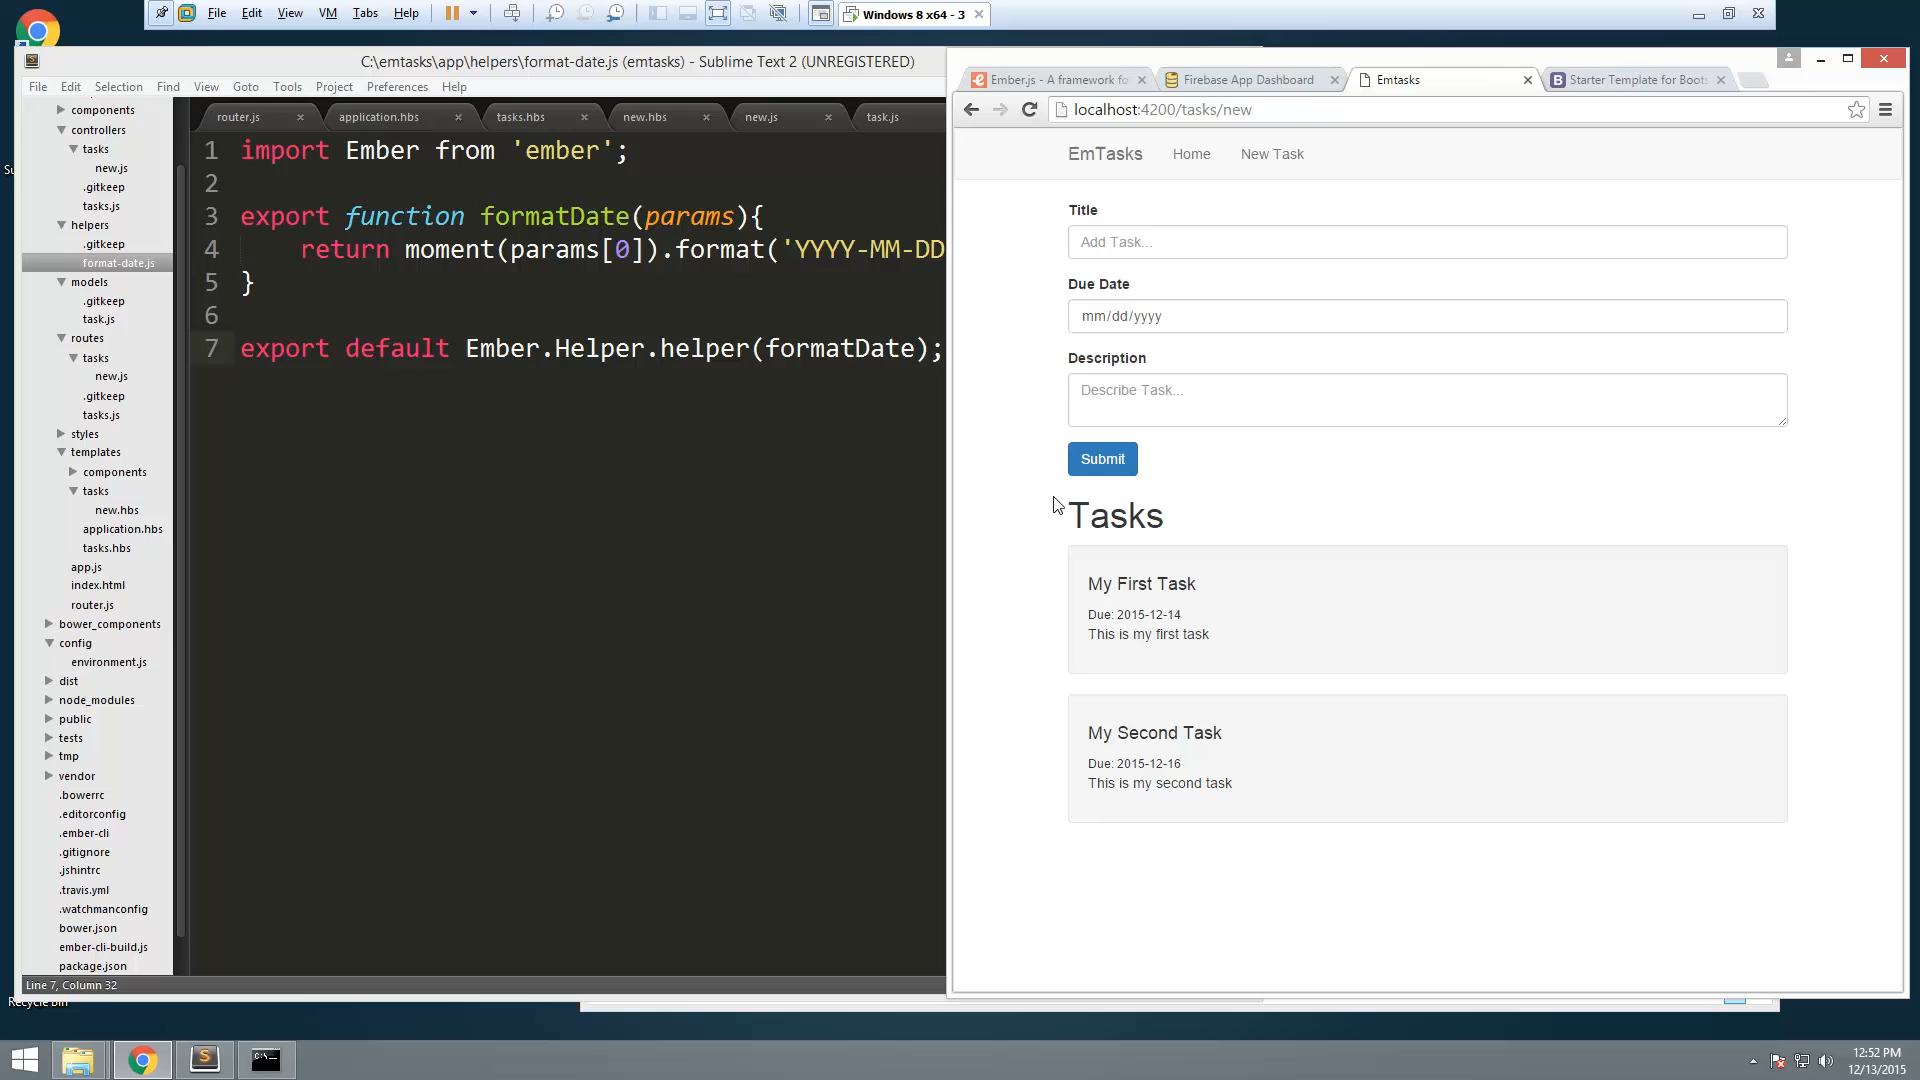 File Edit View VM Tabs Help
Windows 8 x64 - 3
C:\emtasks\app\helpers\format-date.js (emtasks) - Sublime Text 2 (UNREGISTERED)
File Edit Selection Find View Goto Tools Project Preferences Help
components
controllers
tasks
new.js
.gitkeep
tasks.js
helpers
.gitkeep
format-date.js
models
.gitkeep
task.js
routes
tasks
new.js
.gitkeep
tasks.js
styles
templates
components
tasks
new.hbs
application.hbs
tasks.hbs
app.js
index.html
router.js
bower_components
config
environment.js
dist
node_modules
public
tests
tmp
vendor
.bowerrc
.editorconfig
.ember-cli
.gitignore
.jshintrc
.travis.yml
.watchmanconfig
bower.json
ember-cli-build.js
package.json
router.js application.hbs tasks.hbs new.hbs new.js task.js
1 import Ember from 'ember';
2
3 export function formatDate(params){
4 return moment(params[0]).format('YYYY-MM-DD
5 }
6
7 export default Ember.Helper.helper(formatDate);
Line 7, Column 32
Ember.js - A framework fo Firebase App Dashboard Emtasks Starter Template for Boots
localhost:4200/tasks/new
EmTasks Home New Task
Title
Add Task...
Due Date
mm/dd/yyyy
Description
Describe Task...
Submit
Tasks
My First Task
Due: 2015-12-14
This is my first task
My Second Task
Due: 2015-12-16
This is my second task
Recycle Bin
12:52 PM
12/13/2015